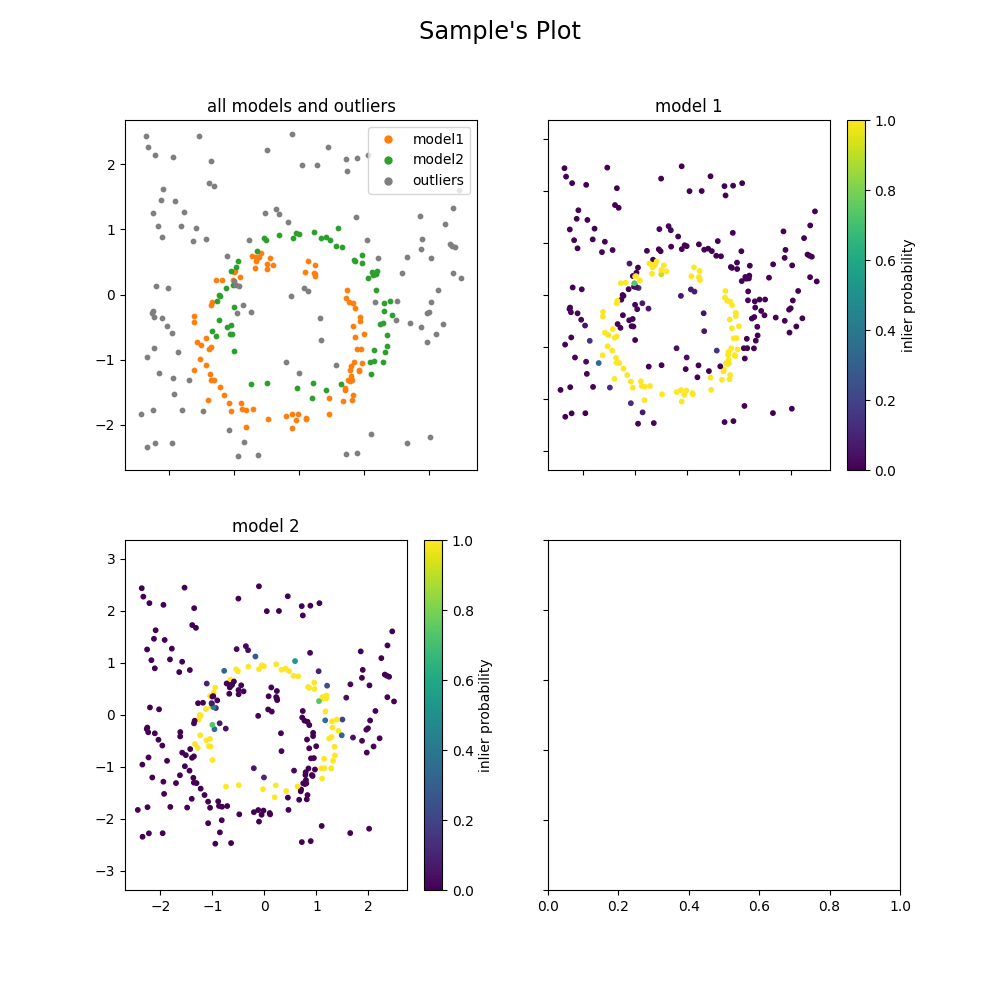 Sample's Plot
all models and outliers
model1
model2
outliers
2
1
0
−1
−2
model 1
1.0
0.8
0.6
0.4
0.2
0.0
inlier probability
model 2
3
2
1
0
−1
−2
−3
−2 −1 0 1 2
1.0
0.8
0.6
0.4
0.2
0.0
inlier probability
0.0 0.2 0.4 0.6 0.8 1.0